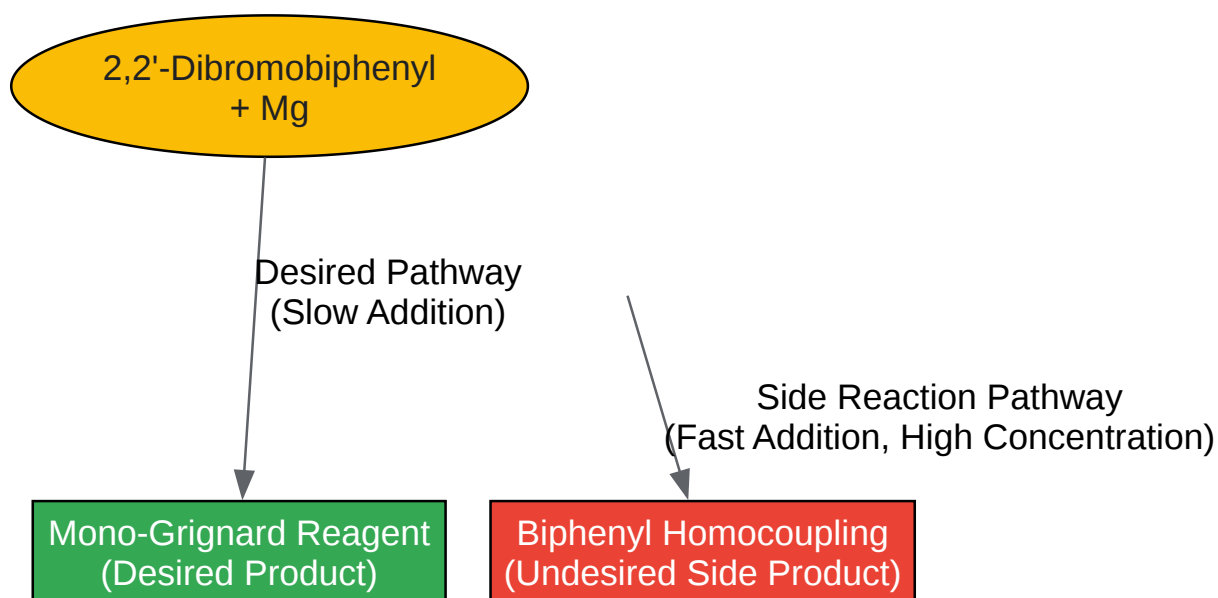 2,2'-Dibromobiphenyl
+ Mg
Desired Pathway
(Slow Addition)
Side Reaction Pathway
(Fast Addition, High Concentration)
Mono-Grignard Reagent
(Desired Product)
Biphenyl Homocoupling
(Undesired Side Product)